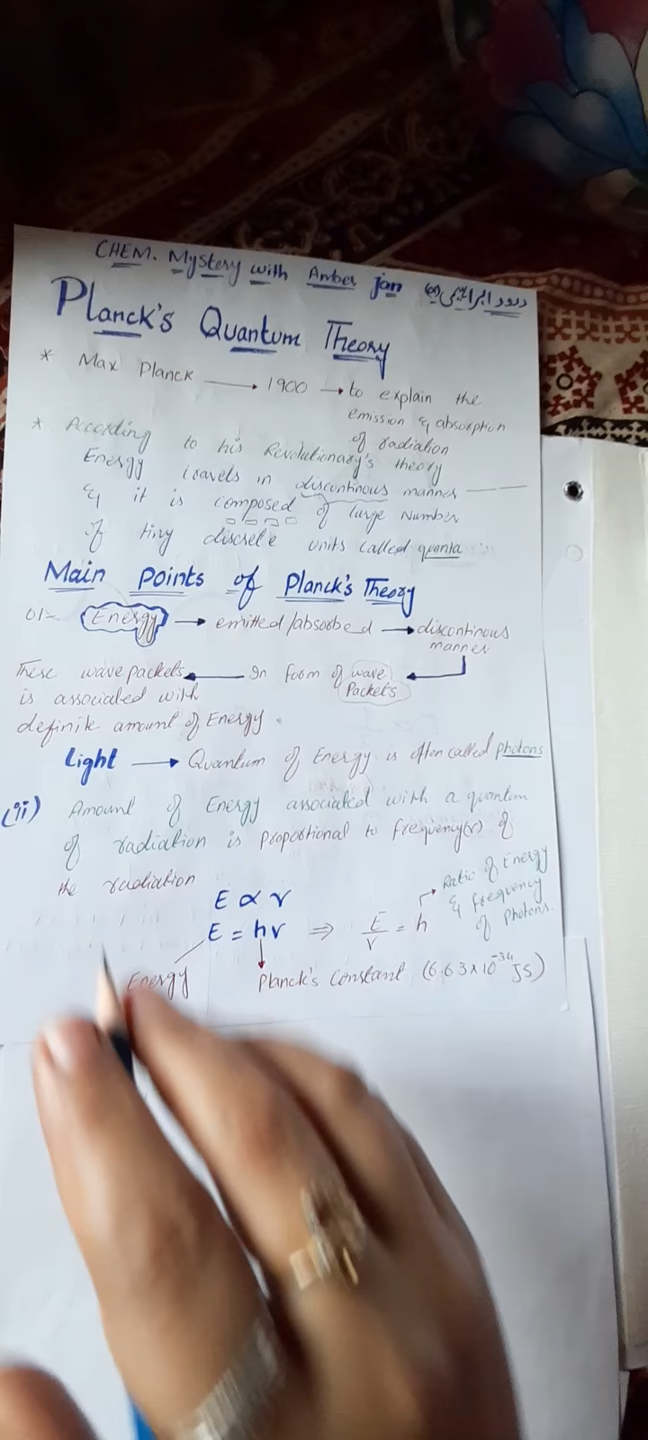 CHEM. Mystery with Amber jan
Planck's Quantum Theory
* Max Planck → 1900 → to explain the
emission & absorption
of radiation
* According to his Revolutionary's theory
Energy travels in discontinous manner
& it is composed of large Number
of tiny discrete units called quanta
Main Points of Planck's Theory
01- Energy → emitted/absorbed → discontinous
manner
These wave packets ← In form of wave
Packets
is associated with
definite amount of Energy.
Light → Quantum of Energy is often called photons
(ii) Amount of Energy associated with a quantum
of radiation is proportional to frequency(ν) of
the radiation
Ratio of Energy
& frequency
of Photons.
E ∝ ν
E = hν ⇒ E/ν = h
Energy Planck's Constant (6.63×10⁻³⁴ Js)